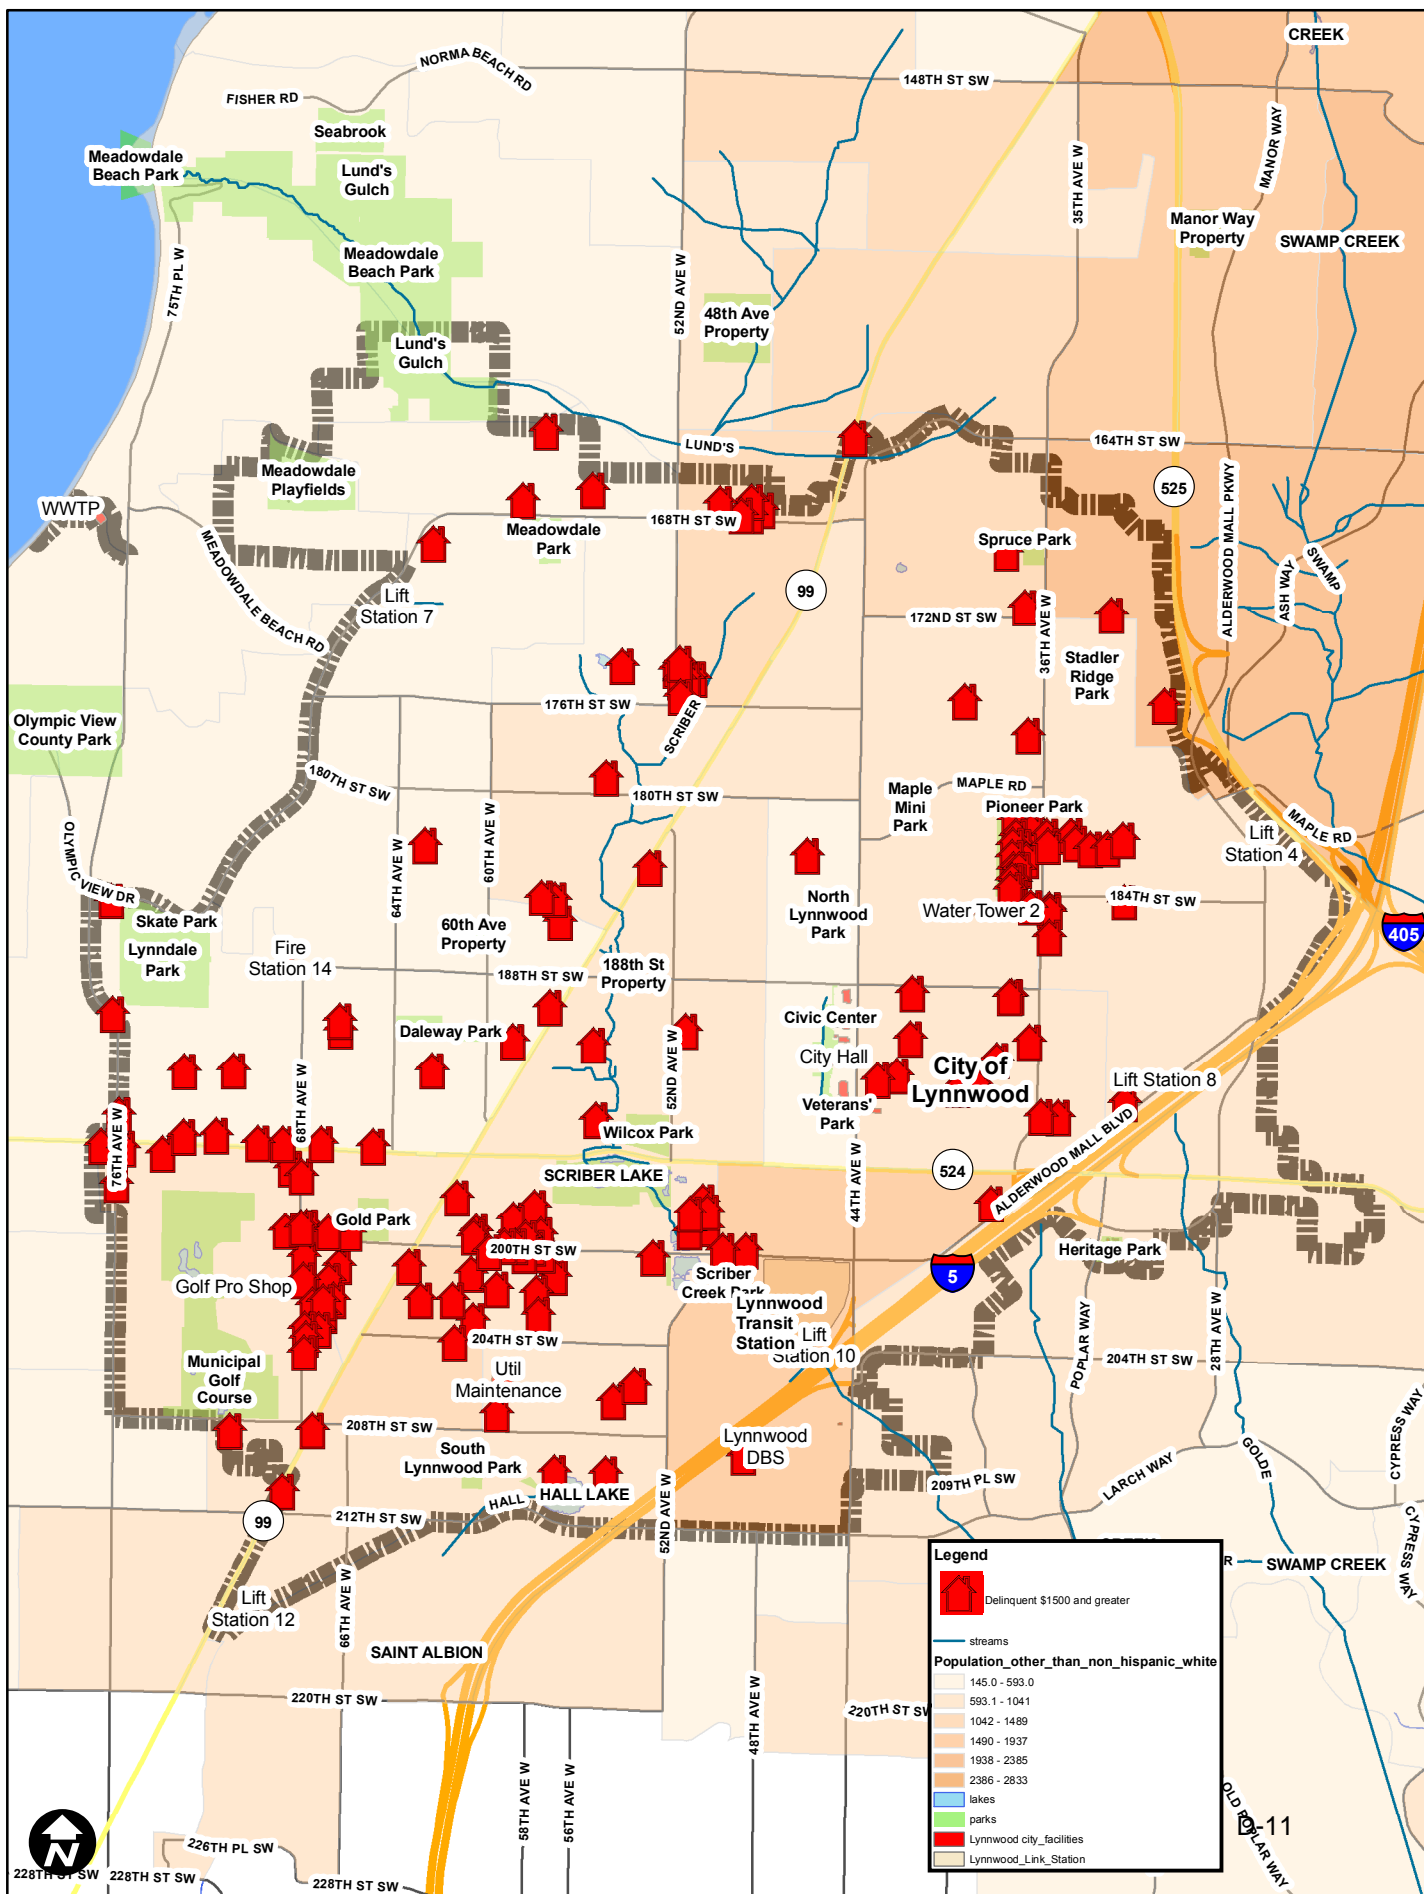 CREEK
NORMA BEACH RD
148TH ST SW
FISHER RD
Seabrook
MANOR WAY
Meadowdale
Beach Park
Lund's
Gulch
35TH AVE W
Manor Way
Property
SWAMP CREEK
75TH PL W
Meadowdale
Beach Park
52ND AVE W
48th Ave
Property
Lund's
Gulch
LUND'S
164TH ST SW
Meadowdale
Playfields
525
ALDERWOOD MALL PKWY
WWTP
168TH ST SW
Meadowdale
Park
Spruce Park
SWAMP
ASH WAY
MEADOWDALE BEACH RD
99
Lift
Station 7
172ND ST SW
36TH AVE W
Stadler
Ridge
Park
176TH ST SW
SCRIBER
Olympic View
County Park
180TH ST SW
180TH ST SW
MAPLE RD
Maple
Mini
Park
Pioneer Park
MAPLE RD
Lift
Station 4
OLYMPIC VIEW DR
64TH AVE W
60TH AVE W
Skate Park
Lynndale
Park
60th Ave
Property
North
Lynnwood
Park
Water Tower 2
184TH ST SW
405
Fire
Station 14
188TH ST SW
188th St
Property
Daleway Park
Civic Center
City Hall
City of
Lynnwood
Lift Station 8
68TH AVE W
52ND AVE W
76TH AVE W
Veterans'
Park
Wilcox Park
ALDERWOOD MALL BLVD
SCRIBER LAKE
524
44TH AVE W
Gold Park
200TH ST SW
Heritage Park
Golf Pro Shop
Scriber
Creek Park
5
Lynnwood
Transit
Station
Lift
Station 10
POPLAR WAY
28TH AVE W
204TH ST SW
204TH ST SW
Municipal
Golf
Course
Util
Maintenance
208TH ST SW
Lynnwood
DBS
South
Lynnwood Park
209TH PL SW
LARCH WAY
GOLDE
CYPRESS WAY
HALL
HALL LAKE
99
212TH ST SW
52ND AVE W
CYPRESS WAY
SWAMP CREEK
Lift
Station 12
66TH AVE W
SAINT ALBION
220TH ST SW
48TH AVE W
220TH ST SW
58TH AVE W
56TH AVE W
OLD POPLAR WAY
226TH PL SW
228TH ST SW
228TH ST SW
228TH ST SW
N
Legend
Delinquent $1500 and greater
streams
Population_other_than_non_hispanic_white
145.0 - 593.0
593.1 - 1041
1042 - 1489
1490 - 1937
1938 - 2385
2386 - 2833
lakes
parks
Lynnwood city_facilities
Lynnwood_Link_Station
D-11